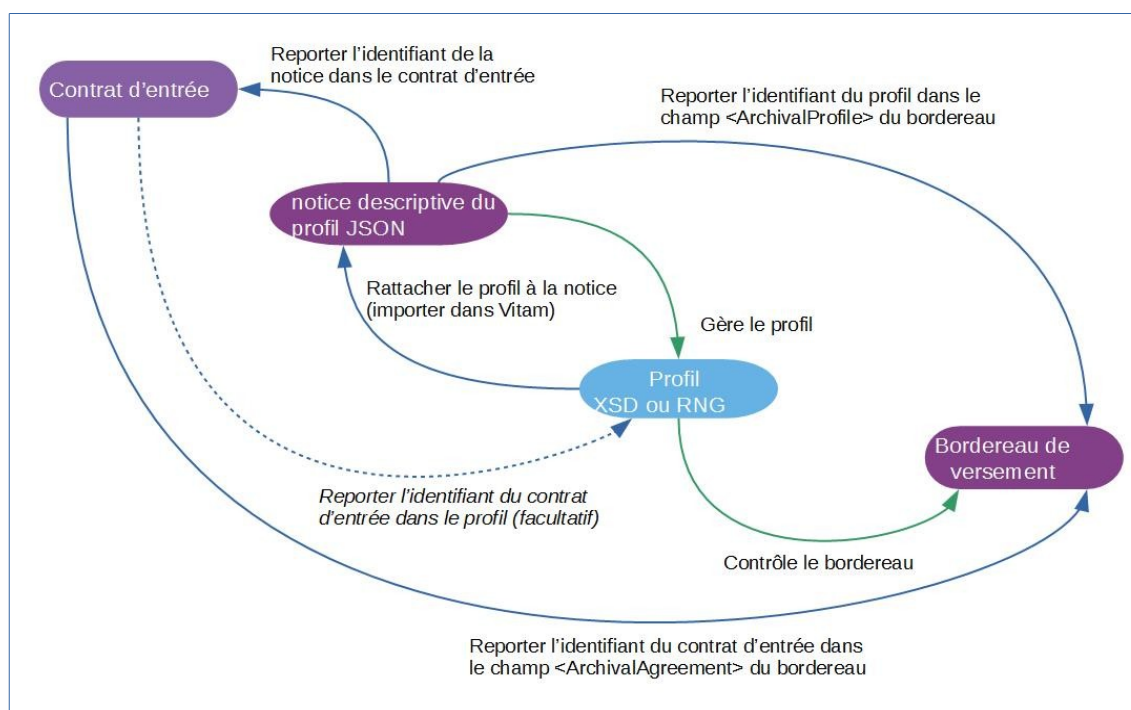 Reporter l’identifiant de la
notice dans le contrat d’entrée
Contrat d’entrée
Reporter l’identifiant du profil dans le
champ <ArchivalProfile> du bordereau
notice descriptive du
profil JSON
Rattacher le profil à la notice
(importer dans Vitam)
Gère le profil
Profil
XSD ou RNG
Bordereau de
versement
Reporter l’identifiant du contrat
d’entrée dans le profil (facultatif)
Contrôle le bordereau
Reporter l’identifiant du contrat d’entrée dans
le champ <ArchivalAgreement> du bordereau